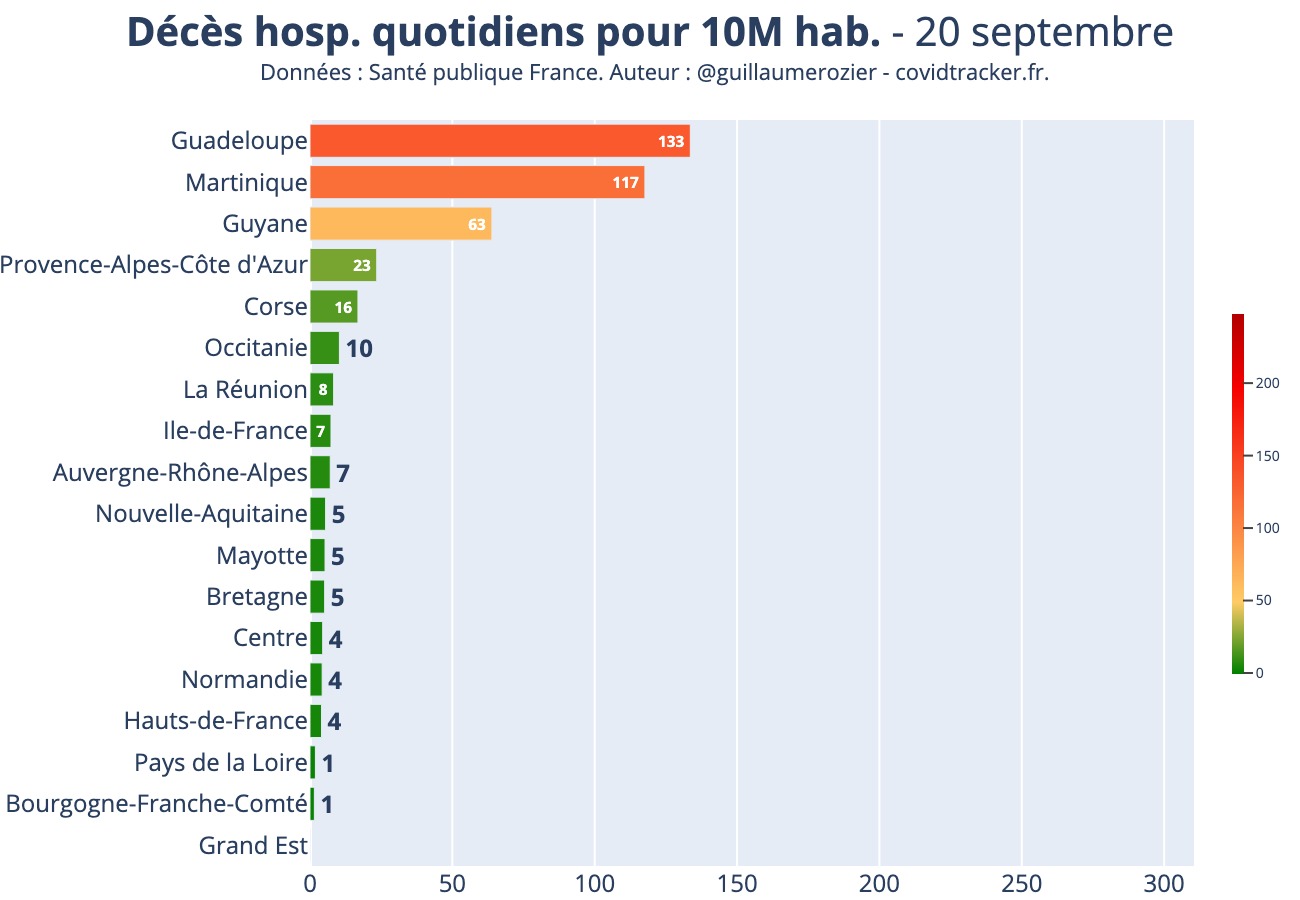 Décès hosp. quotidiens pour 10M hab. - 20 septembre
Données : Santé publique France. Auteur : @guillaumerozier - covidtracker.fr.
Guadeloupe 133
Martinique 117
Guyane 63
Provence-Alpes-Côte d'Azur 23
Corse 16
Occitanie 10
La Réunion 8
Ile-de-France 7
Auvergne-Rhône-Alpes 7
Nouvelle-Aquitaine 5
Mayotte 5
Bretagne 5
Centre 4
Normandie 4
Hauts-de-France 4
Pays de la Loire 1
Bourgogne-Franche-Comté 1
Grand Est
0 50 100 150 200 250 300
200
150
100
50
0